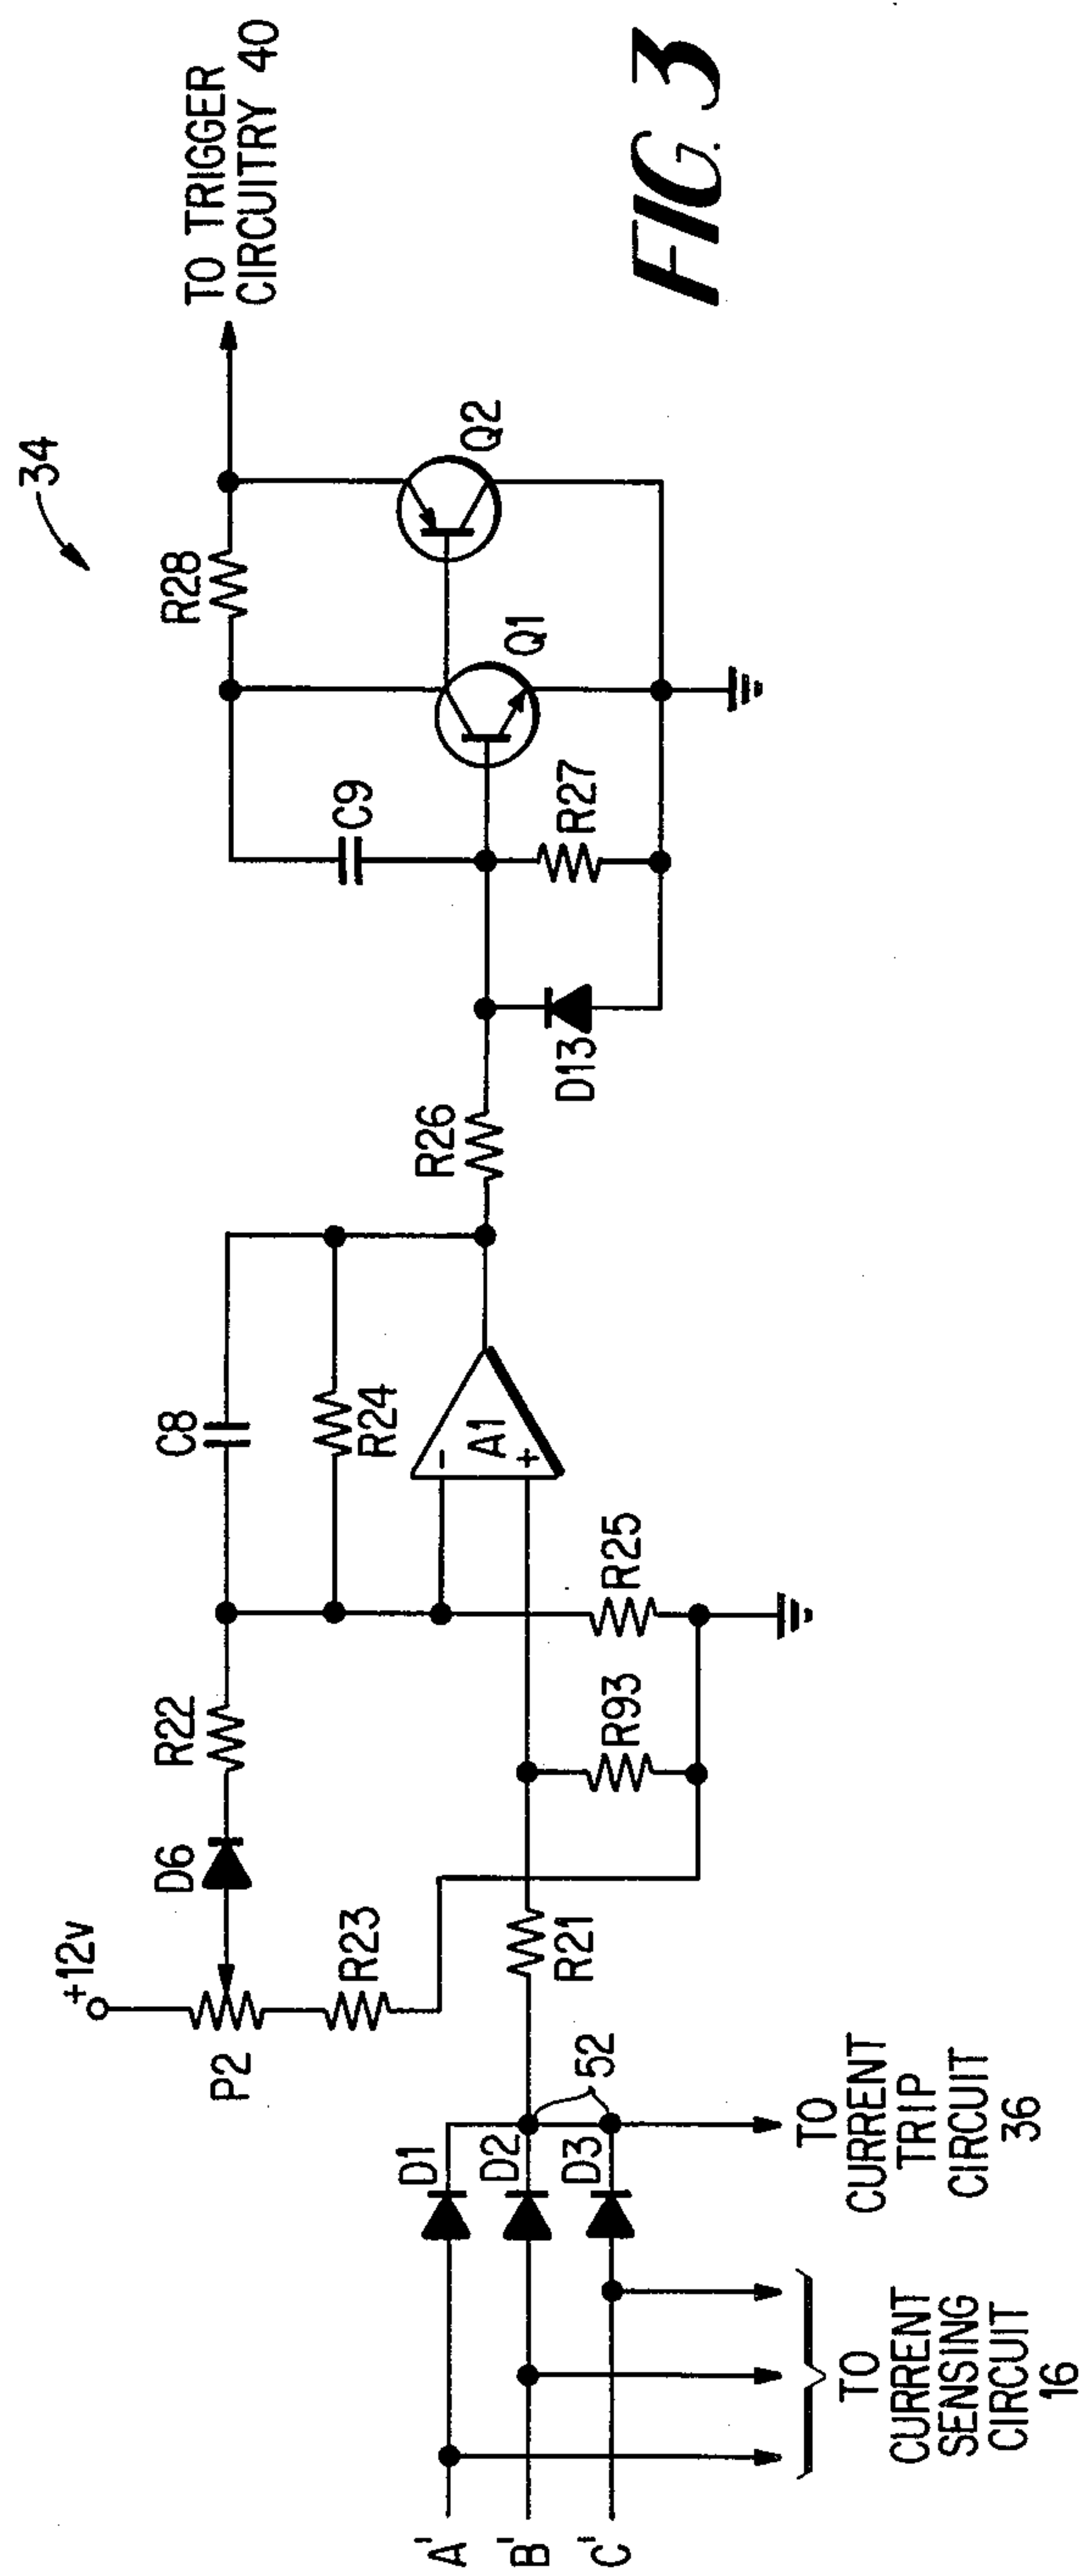 34
TO TRIGGER
CIRCUITRY 40
R28
Q2
Q1
C9
R27
D13
R26
C8
R24
A1
-
+
R25
R93
R22
D6
+12v
P2
R23
R21
52
D1
D2
D3
A'
B'
C'
TO
CURRENT
TRIP
CIRCUIT
36
TO
CURRENT
SENSING
CIRCUIT
16
FIG. 3